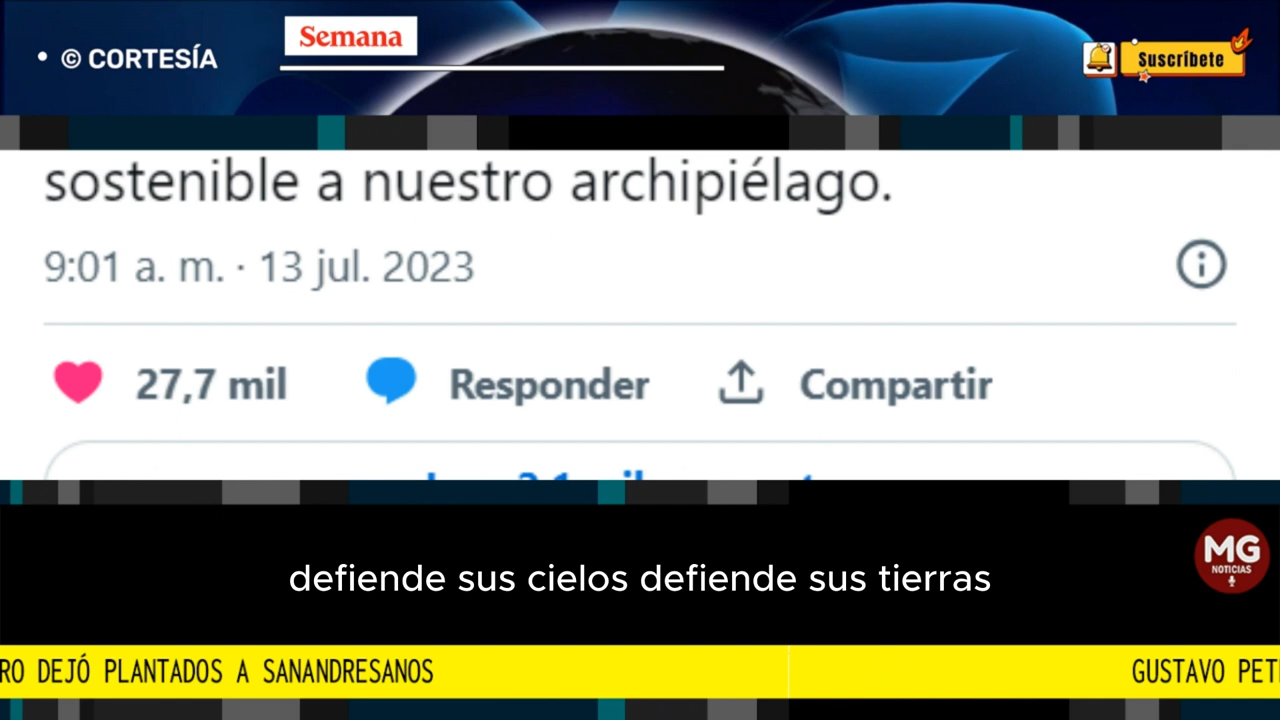 • © CORTESÍA
Semana
Suscríbete
sostenible a nuestro archipiélago.
9:01 a. m. · 13 jul. 2023
27,7 mil
Responder
Compartir
defiende sus cielos defiende sus tierras
MG
NOTICIAS
RO DEJÓ PLANTADOS A SANANDRESANOS
GUSTAVO PET